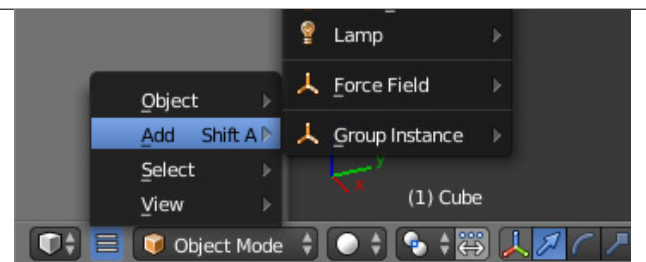 Lamp
Force Field
Group Instance
Object
Add Shift A
Select
View
y
x
(1) Cube
Object Mode